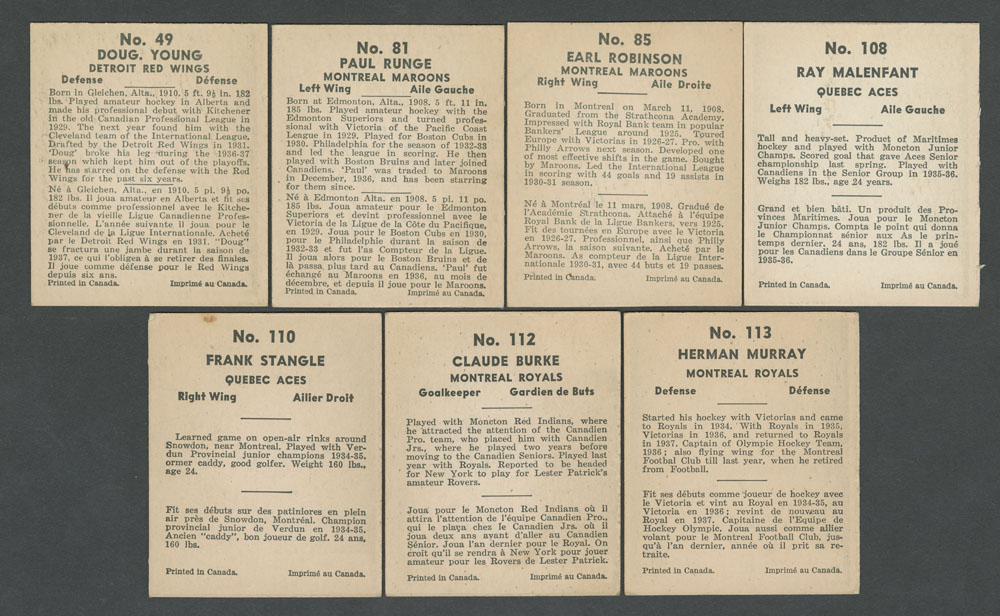 No. 49
DOUG. YOUNG
DETROIT RED WINGS
Defense Défense
Born in Gleichen, Alta., 1910. 5 ft. 9½ in. 182
lbs. Played amateur hockey in Alberta and
made his professional debut with Kitchener
in the old Canadian Professional League in
1929. The next year found him with the
Cleveland team of the International League.
Drafted by the Detroit Red Wings in 1931.
'Doug' broke his leg during the 1936-37
season which kept him out of the playoffs.
He has starred on the defense with the Red
Wings for the past six years.
Né à Gleichen, Alta., en 1910. 5 pl. 9½ po.
182 lbs. Il joua amateur en Alberta et fit ses
débuts comme professionel avec le Kitche-
ner de la vieille Ligue Canadienne Profes-
sionelle. L'année suivante il joua pour le
Cleveland de la Ligue Internationale. Acheté
par le Detroit Red Wings en 1931. "Doug"
se fractura une jambe durant la saison de
1937, ce qui l'obligea à se retirer des finales.
Il joue comme défense pour le Red Wings
depuis six ans.
Printed in Canada. Imprimé au Canada.
No. 81
PAUL RUNGE
MONTREAL MAROONS
Left Wing Aile Gauche
Born at Edmonton, Alta., 1908. 5 ft. 11 in.
185 lbs. Played amateur hockey with the
Edmonton Superiors and turned profes-
sional with Victoria of the Pacific Coast
League in 1929. Played for Boston Cubs in
1930. Philadelphia for the season of 1932-33
and led the league in scoring. He then
played with Boston Bruins and later joined
Canadiens. 'Paul' was traded to Maroons
in December, 1936, and has been starring
for them since.
Né à Edmonton Alta. en 1908. 5 pl. 11 po.
185 lbs. Joua amateur pour le Edmonton
Superiors et devint professionel avec le
Victoria de la Ligue de la Côte du Pacifique,
en 1929. Joua pour le Boston Cubs en 1930,
pour le Philadelphie durant la saison de
1932-33 et fut l'as Compteur de la Ligue.
Il joua alors pour le Boston Bruins et de
là passa plus tard au Canadiens. 'Paul' fut
échangé au Maroons en 1936, au mois de
décembre, et depuis il joue pour le Maroons.
Printed in Canada. Imprimé au Canada.
No. 85
EARL ROBINSON
MONTREAL MAROONS
Right Wing Aile Droite
Born in Montreal on March 11, 1908.
Graduated from the Strathcona Academy.
Impressed with Royal Bank team in popular
Bankers' League around 1925. Toured
Europe with Victoria in 1926-27. Pro. with
Philly Arrows next season. Developed one
of most effective shifts in the game. Bought
by Maroons. Led the International League
in scoring with 44 goals and 19 assists in
1930-31 season.
Né à Montréal le 11 mars, 1908. Gradué de
l'Académie Strathcona. Attaché à l'équipe
Royal Bank de la Ligue Bankers, vers 1925.
Fit des tournées en Europe avec le Victoria
en 1926-27. Professionnel, ainsi que Philly
Arrows, la saison suivante. Acheté par le
Maroons. As compteur de la Ligue Inter-
nationale 1930-31, avec 44 buts et 19 passes.
Printed in Canada. Imprimé au Canada.
No. 108
RAY MALENFANT
QUEBEC ACES
Left Wing Aile Gauche
Tall and heavy-set. Product of Maritimes
hockey and played with Moncton Junior
Champs. Scored goal that gave Aces Senior
championship last spring. Played with
Canadiens in the Senior Group in 1935-36.
Weighs 182 lbs., age 24 years.
Grand et bien bâti. Un produit des Pro-
vinces Maritimes. Joua pour le Moncton
Junior Champs. Compta le point qui donna
le Championnat sénior aux As le prin-
temps dernier. 24 ans, 182 lbs. Il a joué
pour les Canadiens dans le Groupe Sénior en
1935-36.
Printed in Canada. Imprimé au Canada.
No. 110
FRANK STANGLE
QUEBEC ACES
Right Wing Ailier Droit
Learned game on open-air rinks around
Snowdon, near Montreal. Played with Ver-
dun Provincial junior champions 1934-35,
ormer caddy, good golfer. Weight 160 lbs.,
age 24.
Fit ses débuts sur des patinoires en plein
air près de Snowdon, Montréal. Champion
provincial junior de Verdun en 1934-35.
Ancien "caddy", bon joueur de golf. 24 ans,
160 lbs.
Printed in Canada. Imprimé au Canada.
No. 112
CLAUDE BURKE
MONTREAL ROYALS
Goalkeeper Gardien de Buts
Played with Moncton Red Indians, where
he attracted the attention of the Canadien
Pro. team, who placed him with Canadien
Jrs., where he played two years before
moving to the Canadien Seniors. Played last
year with Royals. Reported to be headed
for New York to play for Lester Patrick's
amateur Rovers.
Joua pour le Moncton Red Indians où il
attira l'attention de l'équipe Canadien Pro.,
qui le plaça chez le Canadien Jrs. où il
joua deux ans avant d'aller au Canadien
Sénior. Joua l'an dernier pour le Royal. On
croit qu'il se rendra à New York pour jouer
amateur pour les Rovers de Lester Patrick.
Printed in Canada. Imprimé au Canada.
No. 113
HERMAN MURRAY
MONTREAL ROYALS
Defense Défense
Started his hockey with Victorias and came
to Royals in 1934. With Royals in 1935,
Victorias in 1936, and returned to Royals
in 1937. Captain of Olympic Hockey Team,
1936; also flying wing for the Montreal
Footbal Club till last year, when he retired
from Football.
Fit ses débuts comme joueur de hockey avec
le Victoria et vint au Royal en 1934-35, au
Victoria en 1936; revint de nouveau au
Royal en 1937. Capitaine de l'Equipe de
Hockey Olympic. Joua aussi comme ailier
volant pour le Montreal Football Club, jus-
qu'à l'an dernier, année où il prit sa re-
traite.
Printed in Canada. Imprimé au Canada.